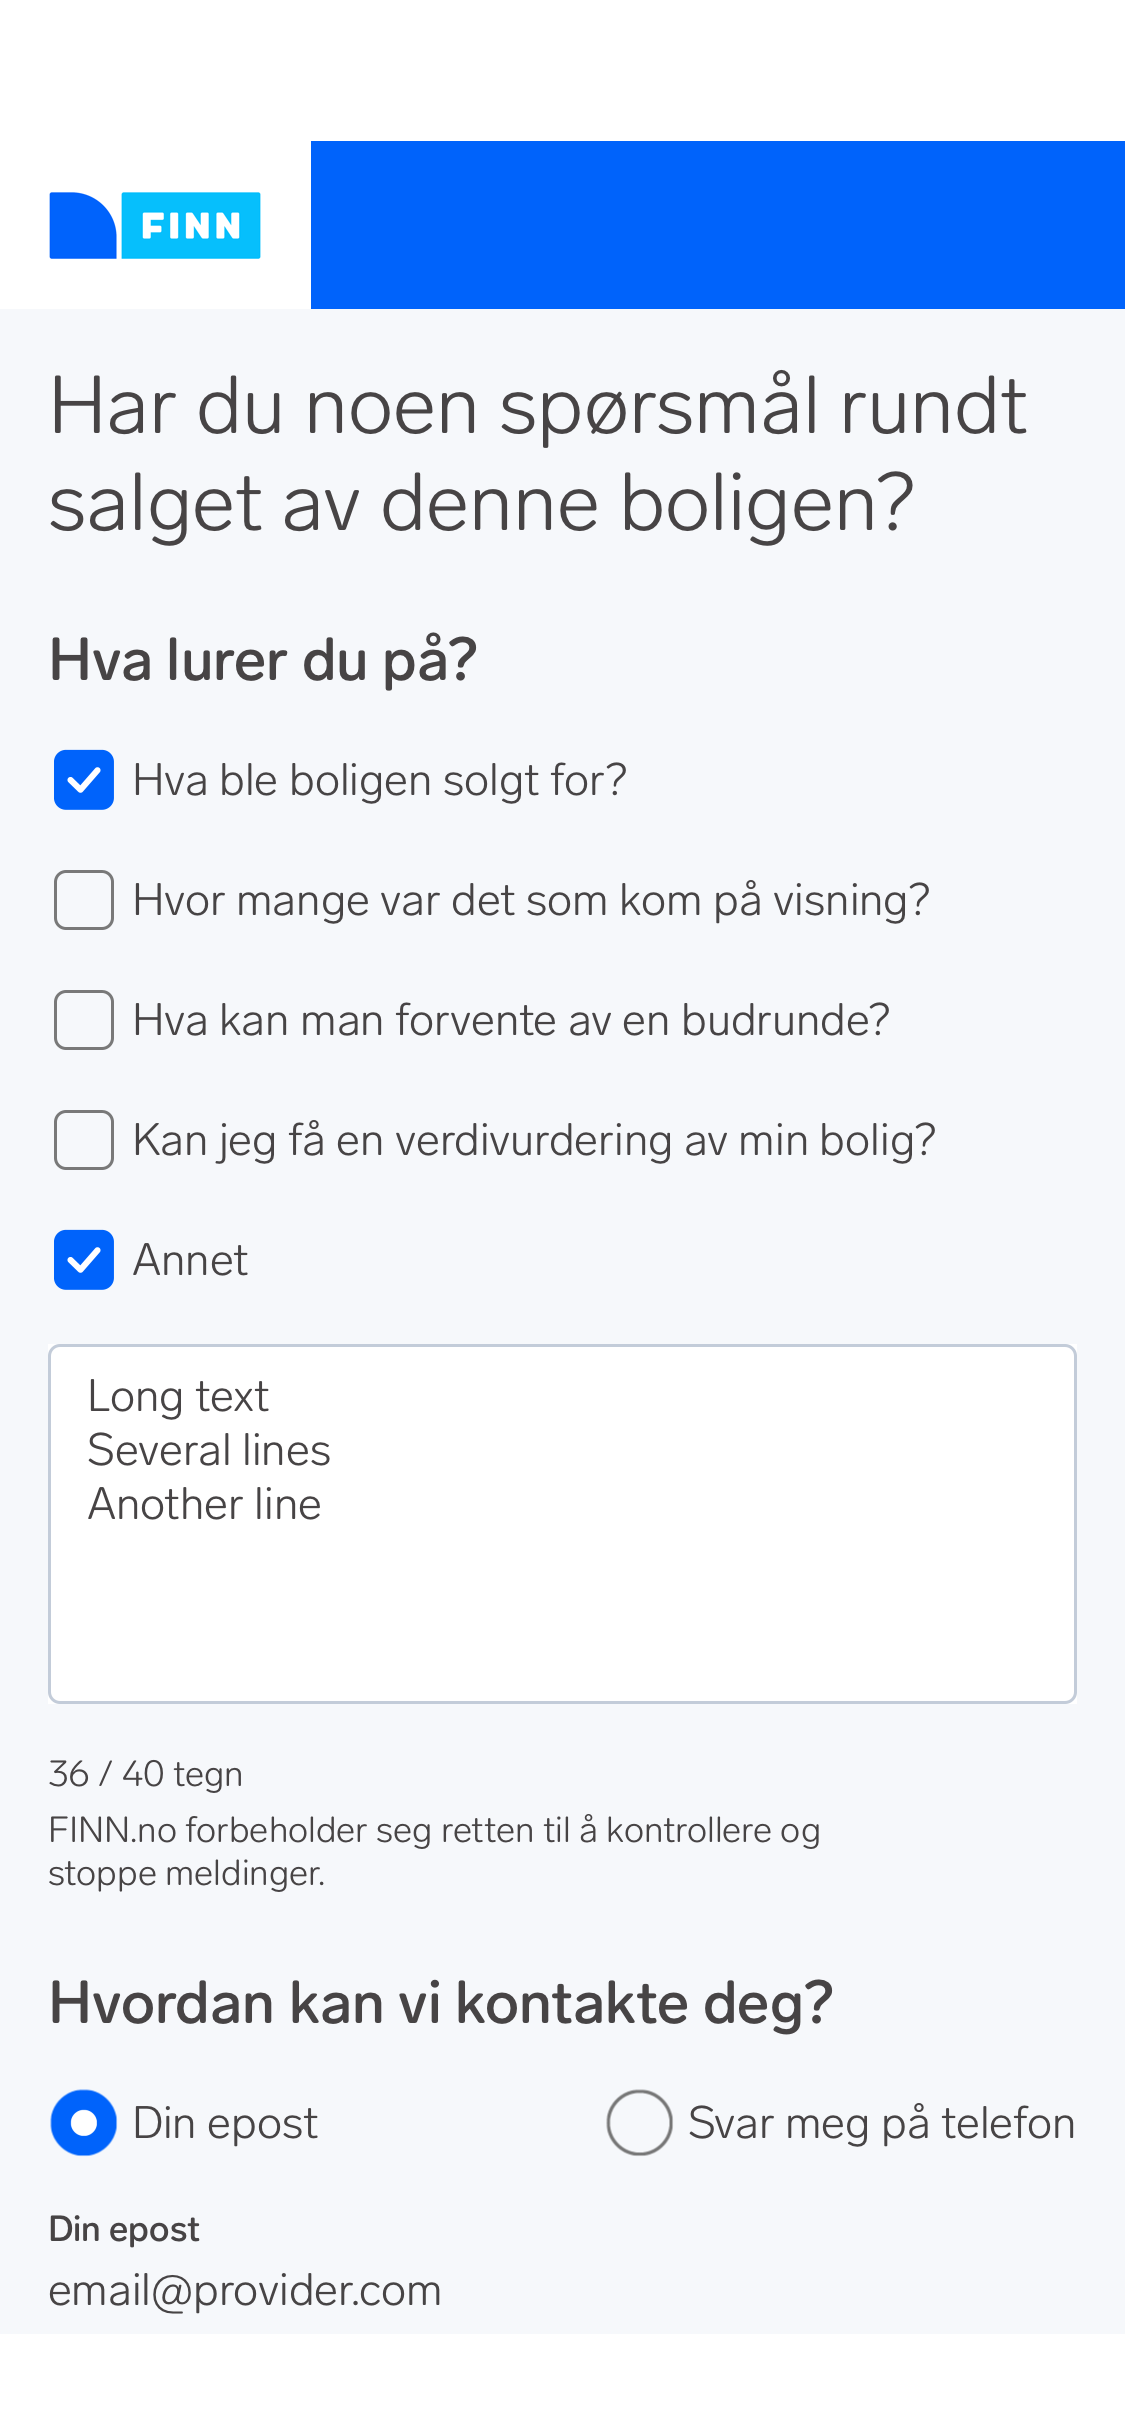 FINN
Har du noen spørsmål rundt
salget av denne boligen?
Hva lurer du på?
Hva ble boligen solgt for?
Hvor mange var det som kom på visning?
Hva kan man forvente av en budrunde?
Kan jeg få en verdivurdering av min bolig?
Annet
Long text
Several lines
Another line
36 / 40 tegn
FINN.no forbeholder seg retten til å kontrollere og
stoppe meldinger.
Hvordan kan vi kontakte deg?
Din epost
Svar meg på telefon
Din epost
email@provider.com